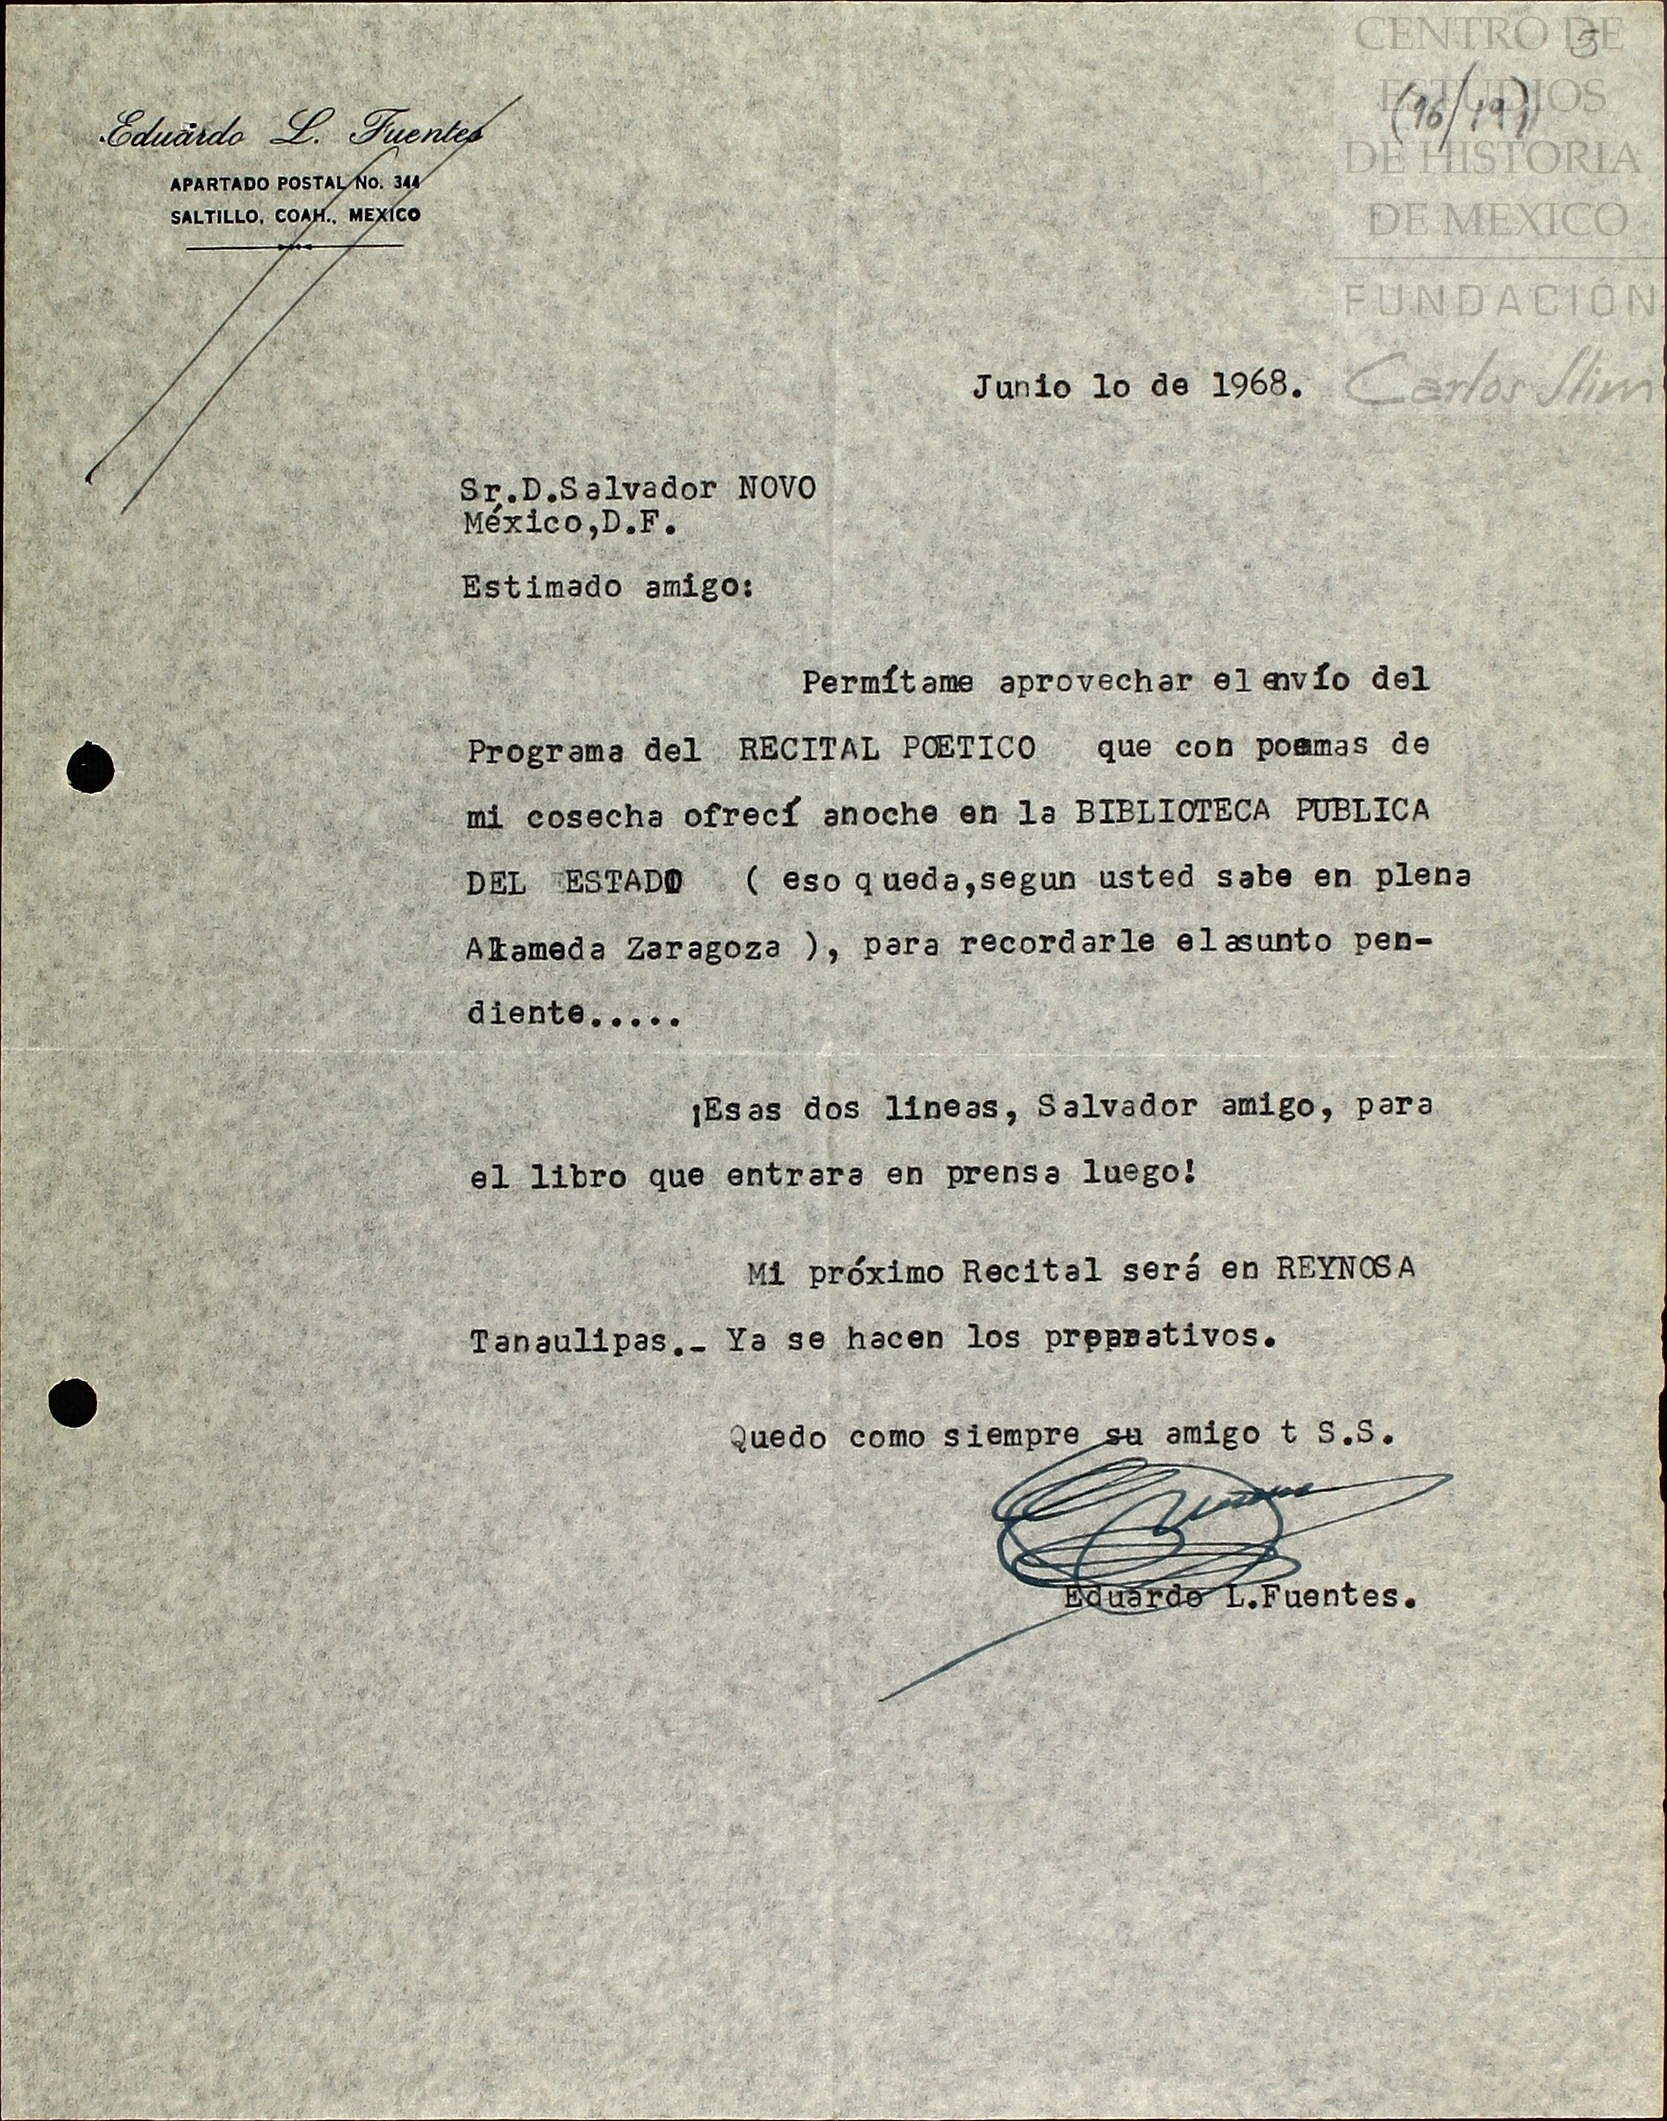 CENTRO DE
ESTUDIOS
DE HISTORIA
DE MEXICO
FUNDACIÓN
Carlos Slim
5
(16/19)
Eduardo L. Fuentes
APARTADO POSTAL No. 344
SALTILLO, COAH., MEXICO
Junio 1o de 1968.
Sr.D.Salvador NOVO
México,D.F.
Estimado amigo:
Permítame aprovechar el envío del
Programa del RECITAL POETICO que con poemas de
mi cosecha ofrecí anoche en la BIBLIOTECA PUBLICA
DEL ESTADO ( eso queda,segun usted sabe en plena
Alameda Zaragoza ), para recordarle el asunto pen-
diente.....
¡Esas dos lineas, Salvador amigo, para
el libro que entrara en prensa luego!
Mi próximo Recital será en REYNOSA
Tanaulipas.- Ya se hacen los preparativos.
Quedo como siempre su amigo t S.S.
Eduardo L.Fuentes.